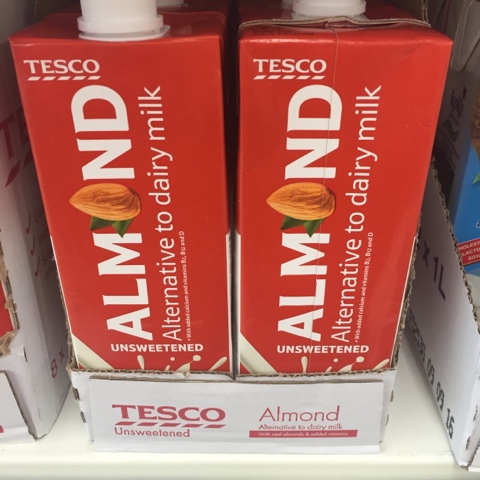 TESCO
ALMOND
Alternative to dairy milk
• With added calcium and vitamins B2, B12 and D
UNSWEETENED
TESCO
ALMOND
Alternative to dairy milk
• With added calcium and vitamins B2, B12 and D
UNSWEETENED
TESCO
Unsweetened
Almond
Alternative to dairy milk
With real almonds & added vitamins
8 x
x 1L